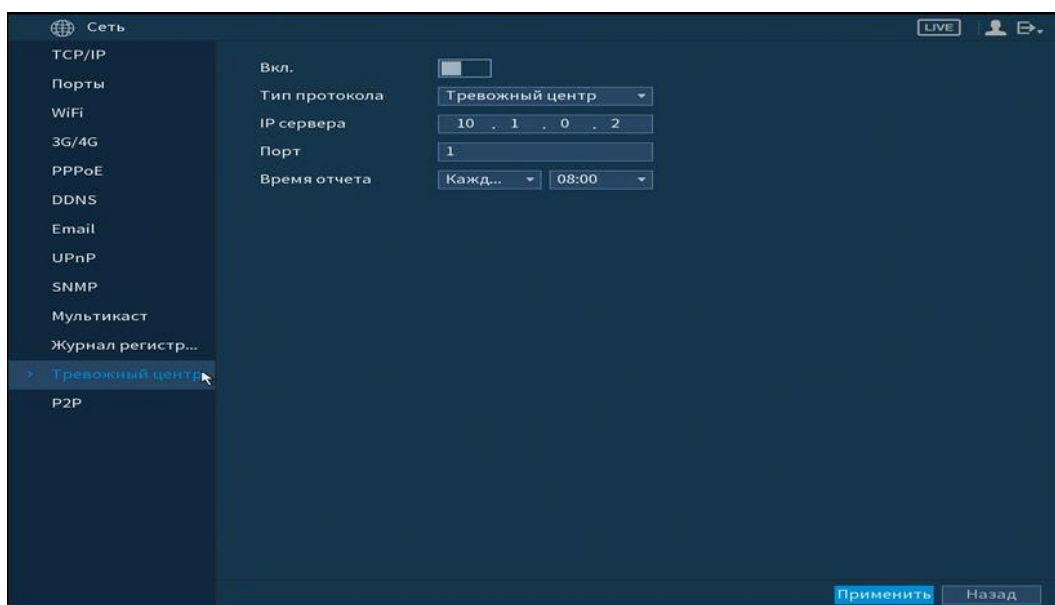 Сеть
LIVE
TCP/IP
Порты
WiFi
3G/4G
PPPoE
DDNS
Email
UPnP
SNMP
Мультикаст
Журнал регистр...
Тревожный центр
P2P
Вкл.
Тип протокола Тревожный центр
IP сервера 10 . 1 . 0 . 2
Порт 1
Время отчета Кажд... 08:00
Применить Назад